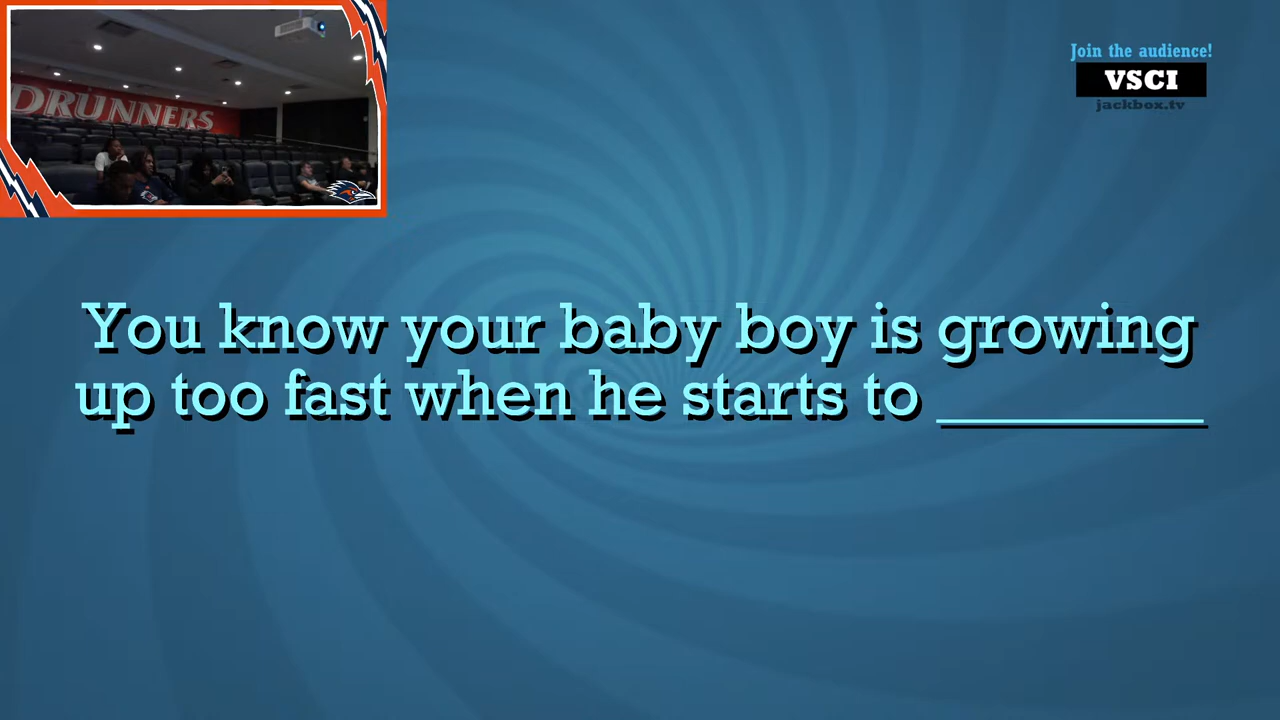 DRUNNERS
Join the audience!
VSCI
jackbox.tv
You know your baby boy is growing
up too fast when he starts to __________